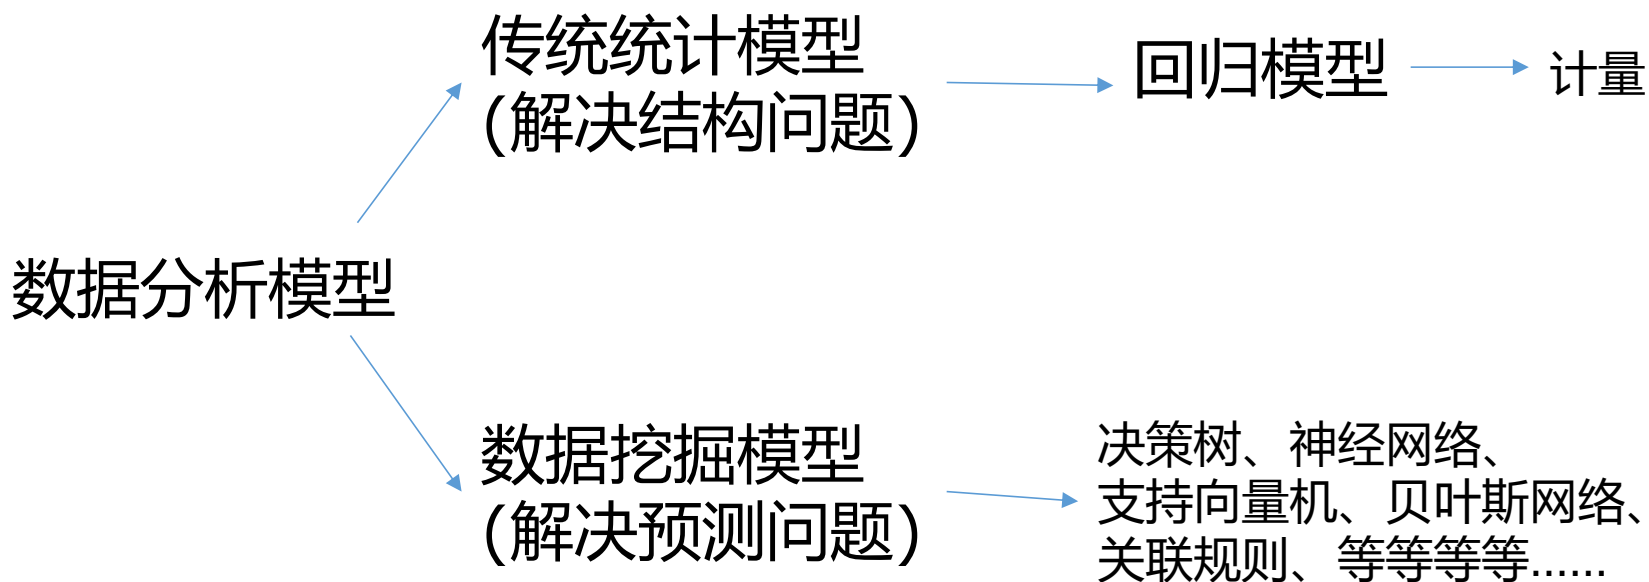 传统统计模型
(解决结构问题)
回归模型
计量
数据分析模型
数据挖掘模型
(解决预测问题)
决策树、神经网络、
支持向量机、贝叶斯网络、
关联规则、等等等等……